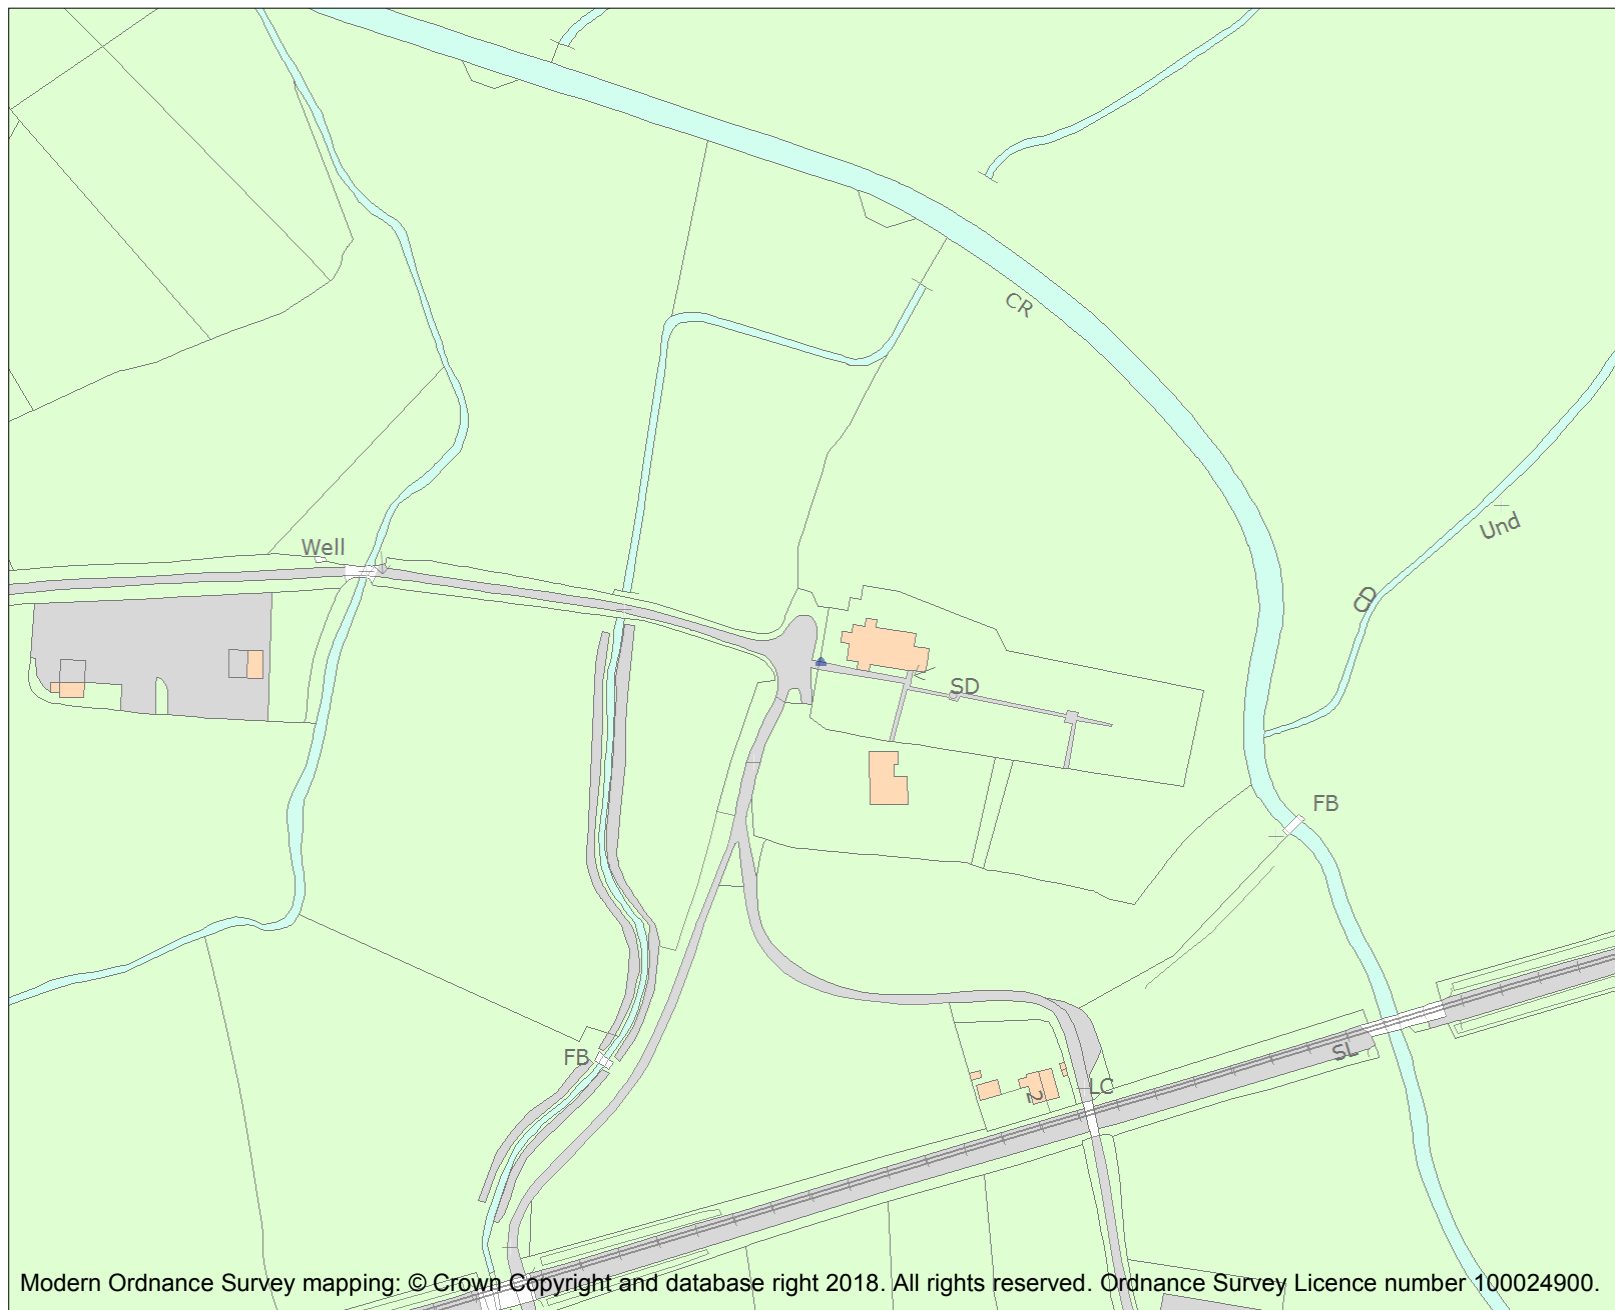 CR
Well
Und
CD
SD
FB
FB
SL
LC
2
Modern Ordnance Survey mapping: © Crown Copyright and database right 2018. All rights reserved. Ordnance Survey Licence number 100024900.